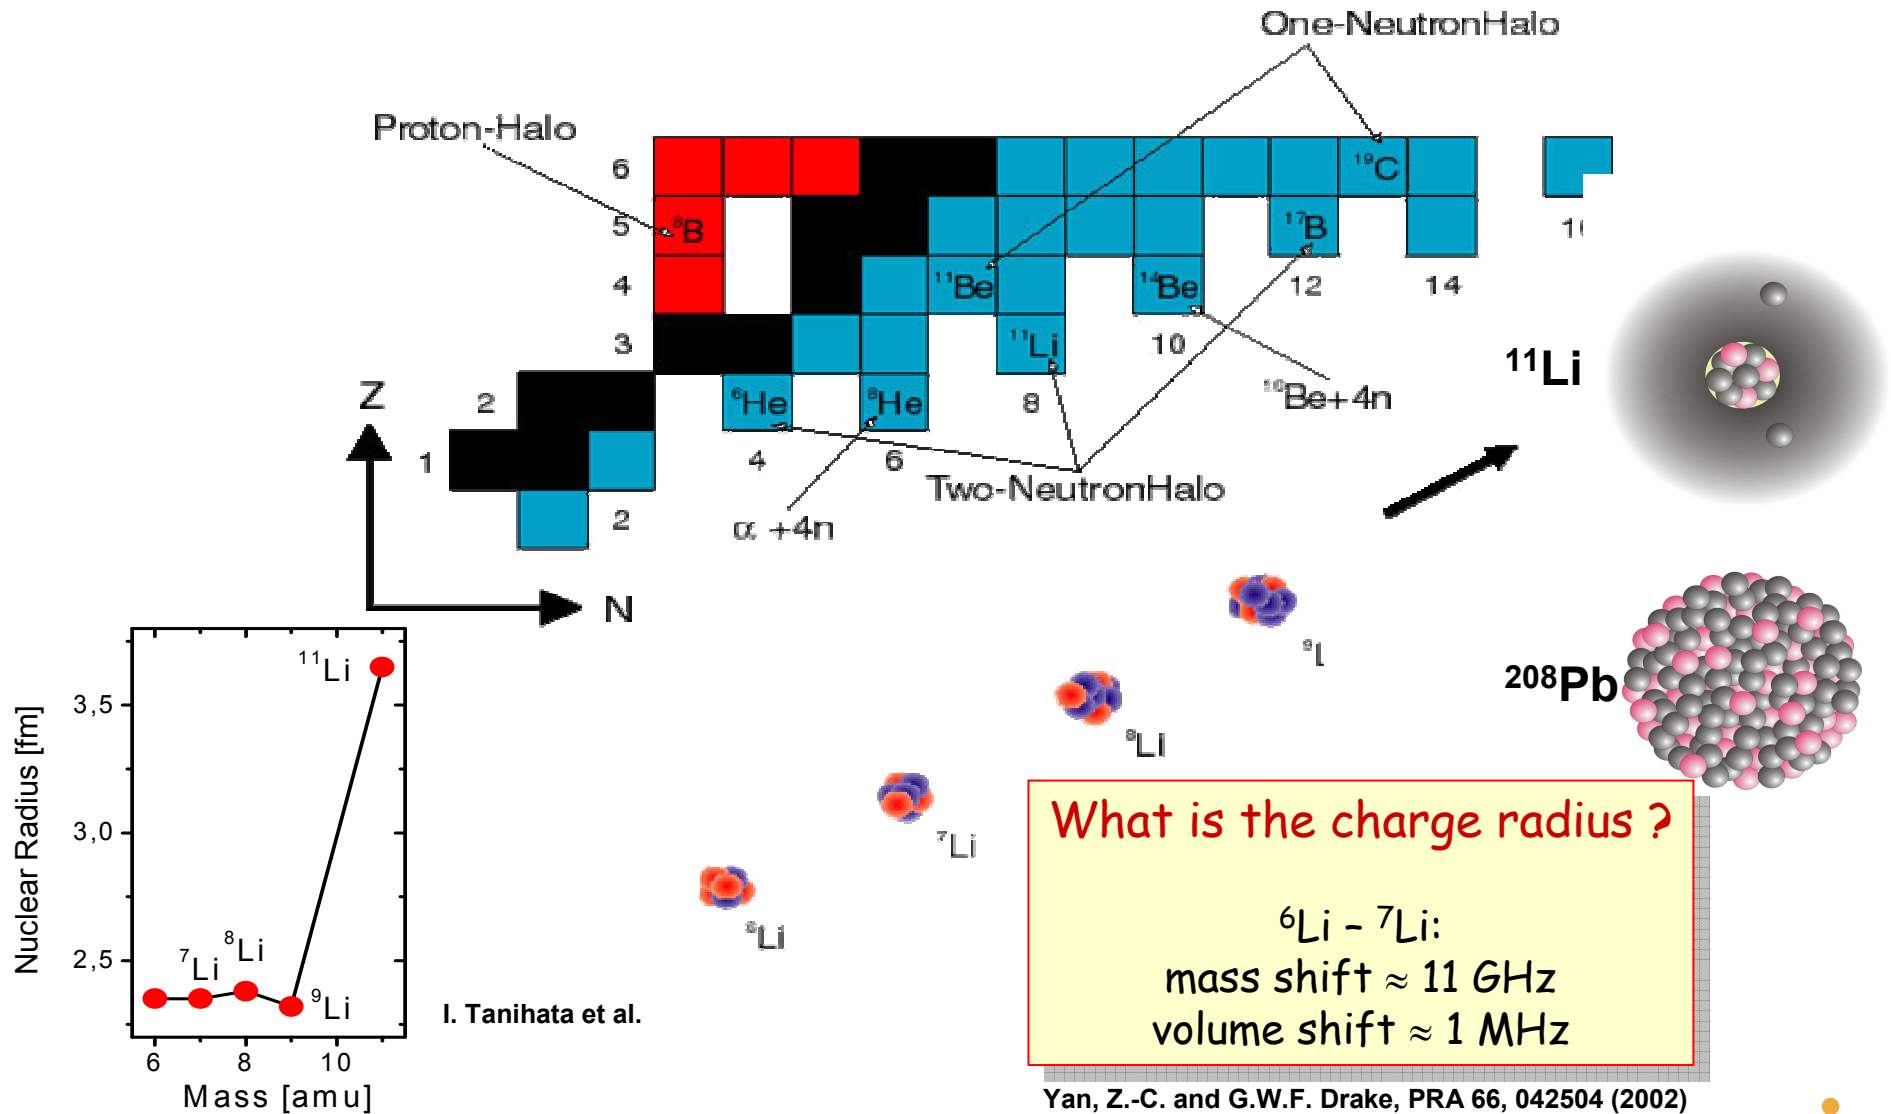 One-NeutronHalo
Proton-Halo
6
¹⁹C
5
⁸B
¹⁷B
4
¹¹Be
¹⁴Be
12
14
3
¹¹Li
10
¹¹Li
Z
2
⁶He
⁸He
8
¹⁰Be+4n
1
4
6
Two-NeutronHalo
2
α +4n
N
¹¹Li
3,5
3,0
2,5
⁷Li
⁸Li
⁹Li
Nuclear Radius [fm]
6
8
10
Mass [amu]
I. Tanihata et al.
⁸Li
⁷Li
Li
²⁰⁸Pb
What is the charge radius ?
⁶Li – ⁷Li:
mass shift ≈ 11 GHz
volume shift ≈ 1 MHz
Yan, Z.-C. and G.W.F. Drake, PRA 66, 042504 (2002)